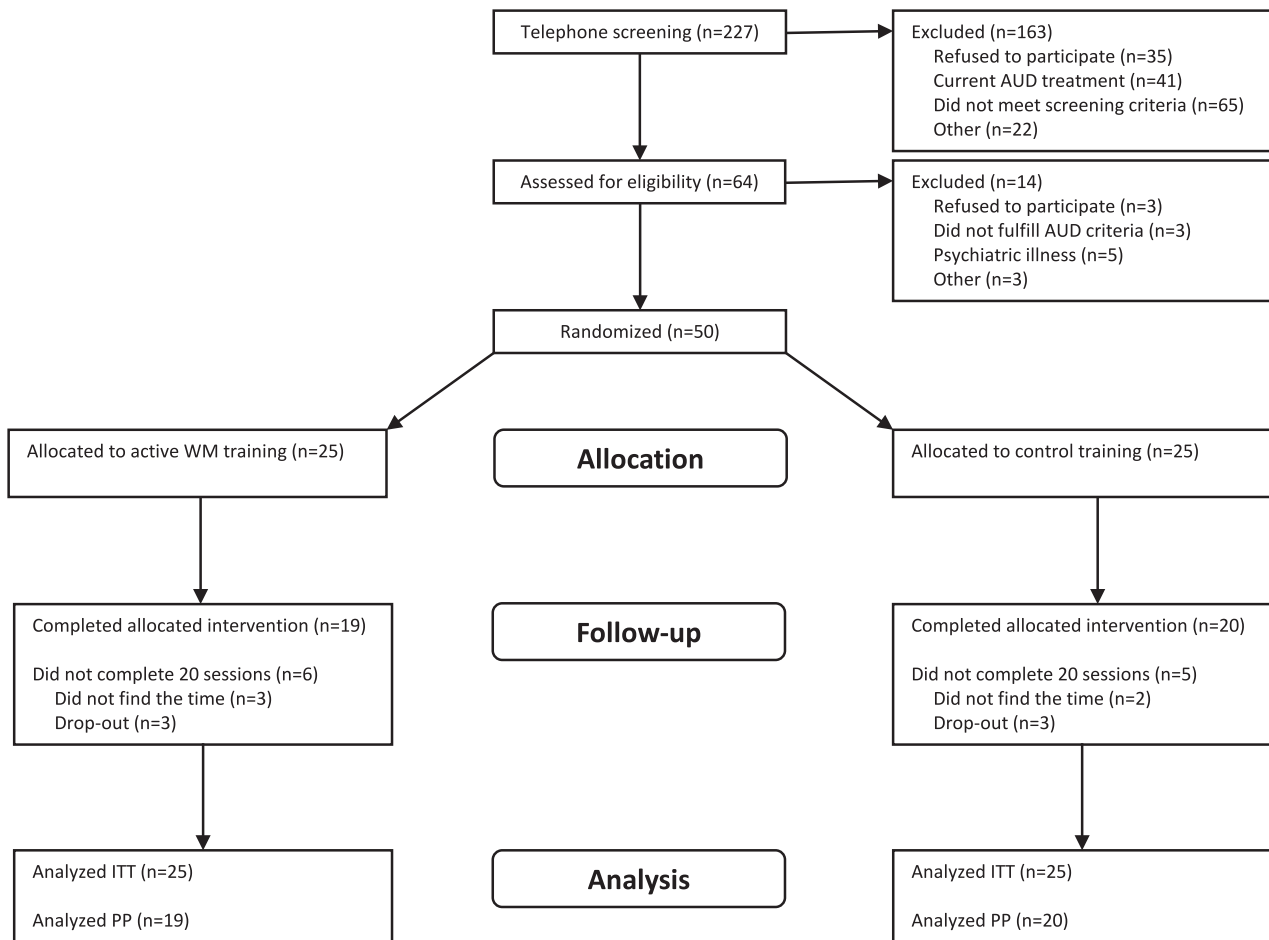 Telephone screening (n=227)
Excluded (n=163)
Refused to participate (n=35)
Current AUD treatment (n=41)
Did not meet screening criteria (n=65)
Other (n=22)
Assessed for eligibility (n=64)
Excluded (n=14)
Refused to participate (n=3)
Did not fulfill AUD criteria (n=3)
Psychiatric illness (n=5)
Other (n=3)
Randomized (n=50)
Allocated to active WM training (n=25)
Allocation
Allocated to control training (n=25)
Completed allocated intervention (n=19)
Did not complete 20 sessions (n=6)
Did not find the time (n=3)
Drop-out (n=3)
Follow-up
Completed allocated intervention (n=20)
Did not complete 20 sessions (n=5)
Did not find the time (n=2)
Drop-out (n=3)
Analyzed ITT (n=25)
Analyzed PP (n=19)
Analysis
Analyzed ITT (n=25)
Analyzed PP (n=20)